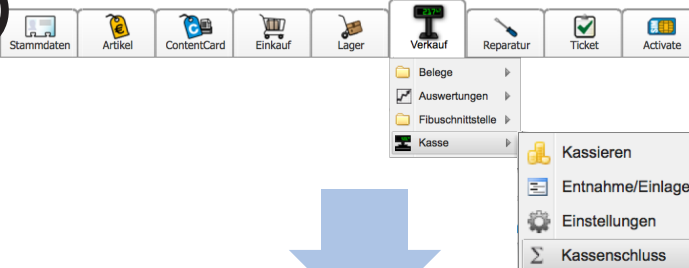 Stammdaten
Artikel
ContentCard
Einkauf
Lager
Verkauf
Reparatur
Ticket
Activate
Belege
Auswertungen
Fibuschnittstelle
Kasse
Kassieren
Entnahme/Einlage
Einstellungen
Kassenschluss